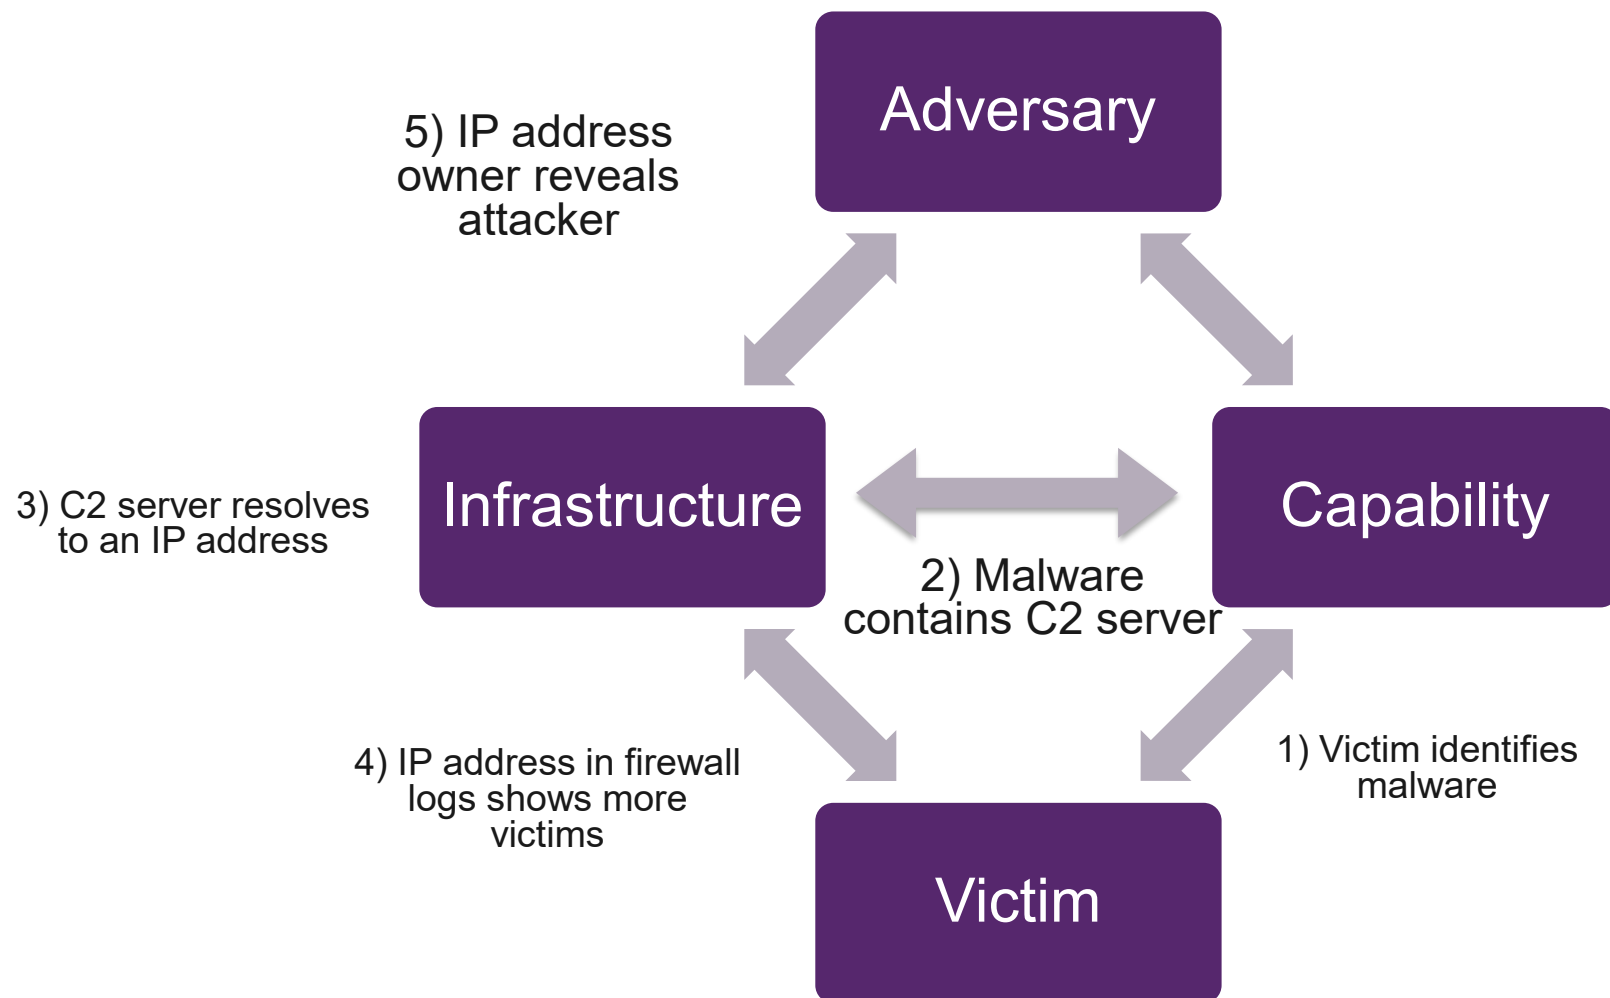 Adversary
5) IP address
owner reveals
attacker
Infrastructure
Capability
3) C2 server resolves
to an IP address
2) Malware
contains C2 server
4) IP address in firewall
logs shows more
victims
1) Victim identifies
malware
Victim